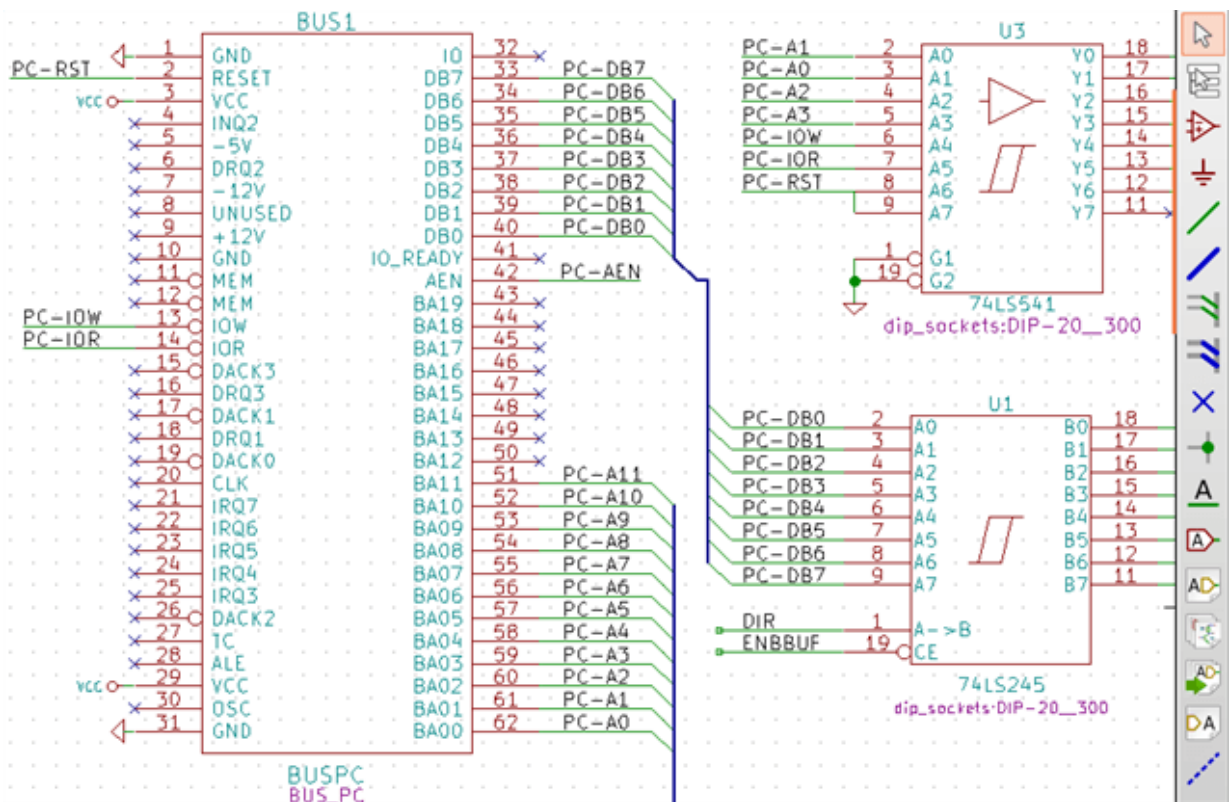 BUS1
1 GND IO 32
PC-RST 2 RESET DB7 33 PC-DB7
VCC 3 VCC DB6 34 PC-DB6
4 INQ2 DB5 35 PC-DB5
5 -5V DB4 36 PC-DB4
6 DRQ2 DB3 37 PC-DB3
7 -12V DB2 38 PC-DB2
8 UNUSED DB1 39 PC-DB1
9 +12V DB0 40 PC-DB0
10 GND IO_READY 41
11 MEM AEN 42 PC-AEN
12 MEM BA19 43
PC-IOW 13 IOW BA18 44
PC-IOR 14 IOR BA17 45
15 DACK3 BA16 46
16 DRQ3 BA15 47
17 DACK1 BA14 48
18 DRQ1 BA13 49
19 DACK0 BA12 50
20 CLK BA11 51 PC-A11
21 IRQ7 BA10 52 PC-A10
22 IRQ6 BA09 53 PC-A9
23 IRQ5 BA08 54 PC-A8
24 IRQ4 BA07 55 PC-A7
25 IRQ3 BA06 56 PC-A6
26 DACK2 BA05 57 PC-A5
27 TC BA04 58 PC-A4
28 ALE BA03 59 PC-A3
VCC 29 VCC BA02 60 PC-A2
30 OSC BA01 61 PC-A1
31 GND BA00 62 PC-A0
BUSPC
BUS_PC
U3
PC-A1 2 A0 Y0 18
PC-A0 3 A1 Y1 17
PC-A2 4 A2 Y2 16
PC-A3 5 A3 Y3 15
PC-IOW 6 A4 Y4 14
PC-IOR 7 A5 Y5 13
PC-RST 8 A6 Y6 12
9 A7 Y7 11
1 G1
19 G2
74LS541
dip_sockets:DIP-20__300
U1
PC-DB0 2 A0 B0 18
PC-DB1 3 A1 B1 17
PC-DB2 4 A2 B2 16
PC-DB3 5 A3 B3 15
PC-DB4 6 A4 B4 14
PC-DB5 7 A5 B5 13
PC-DB6 8 A6 B6 12
PC-DB7 9 A7 B7 11
DIR 1 A->B
ENBBUF 19 CE
74LS245
dip_sockets:DIP-20__300
A
A
AD
DA